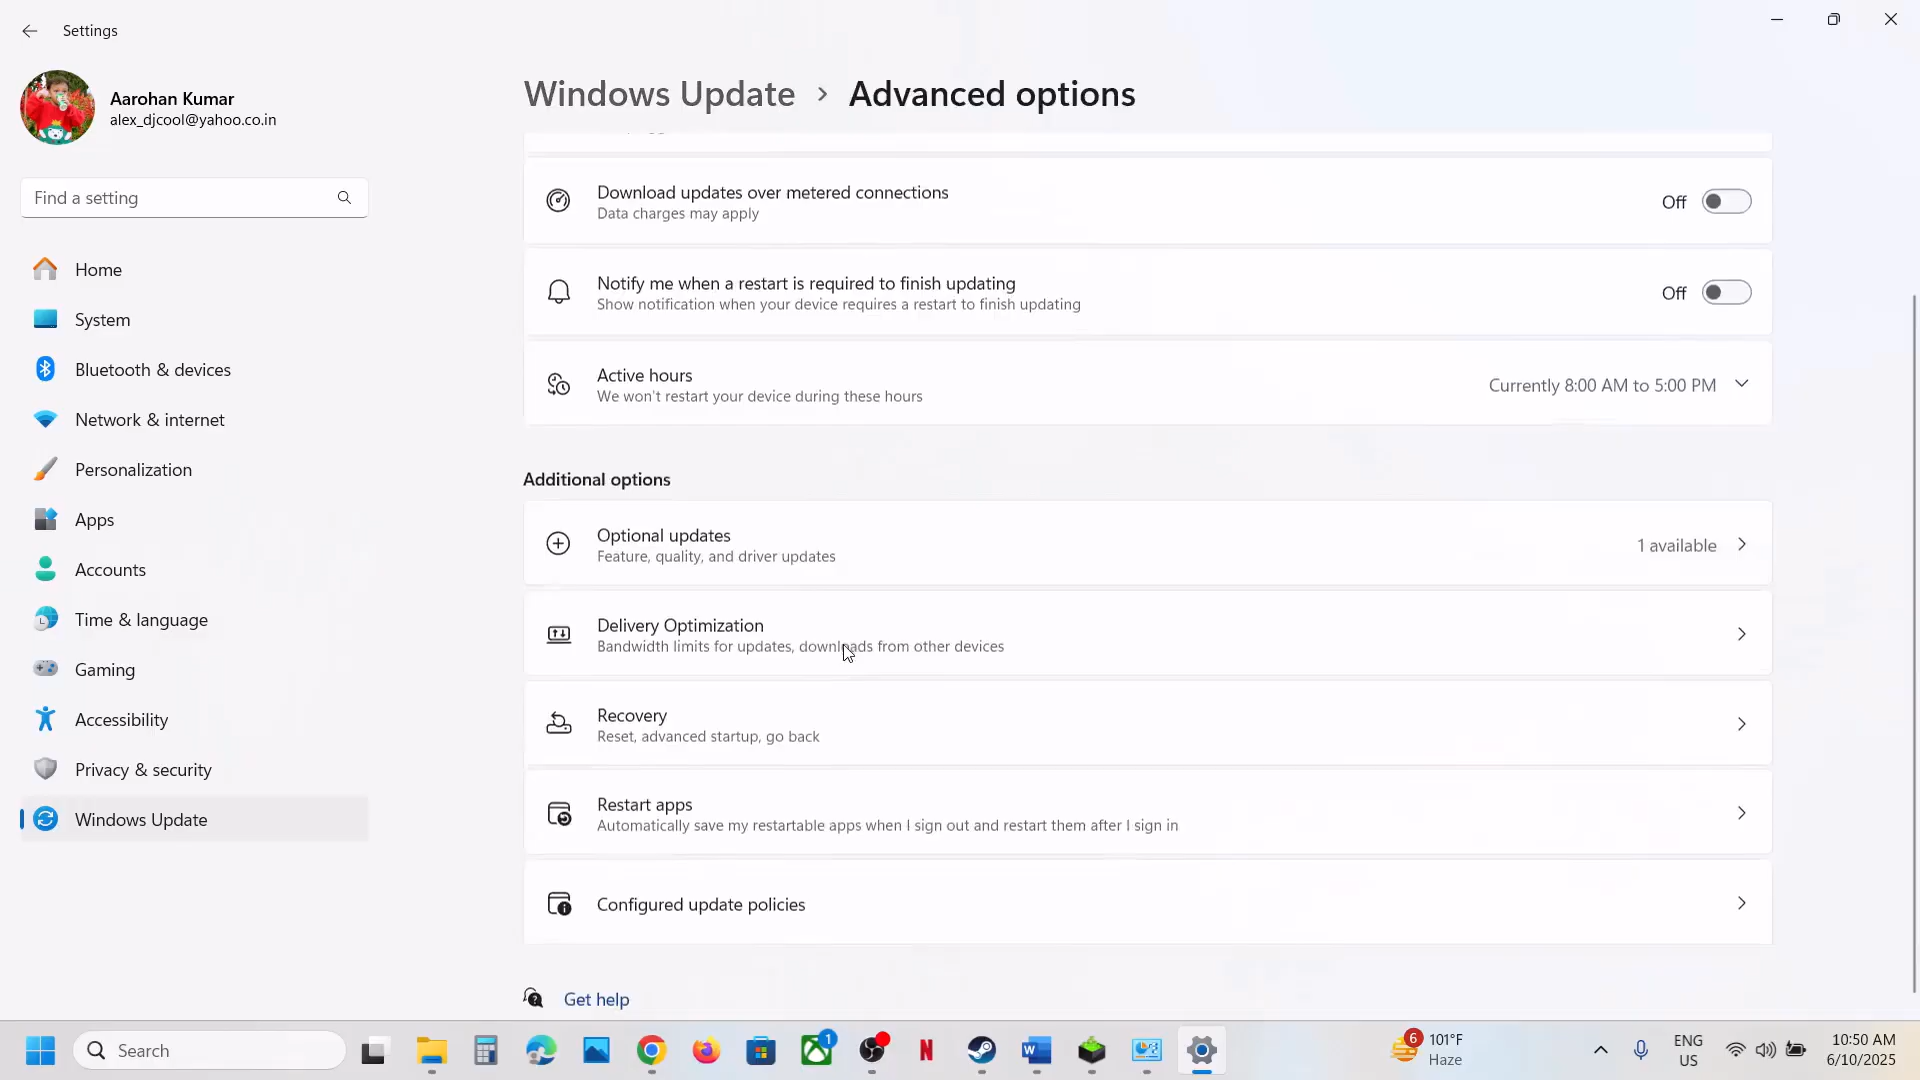 Settings
Aarohan Kumar
alex_djcool@yahoo.co.in
Find a setting
Home
System
Bluetooth & devices
Network & internet
Personalization
Apps
Accounts
Time & language
Gaming
Accessibility
Privacy & security
Windows Update
Windows Update > Advanced options
Download updates over metered connections
Data charges may apply
Off
Notify me when a restart is required to finish updating
Show notification when your device requires a restart to finish updating
Off
Active hours
We won't restart your device during these hours
Currently 8:00 AM to 5:00 PM
Additional options
Optional updates
Feature, quality, and driver updates
1 available
Delivery Optimization
Bandwidth limits for updates, downloads from other devices
Recovery
Reset, advanced startup, go back
Restart apps
Automatically save my restartable apps when I sign out and restart them after I sign in
Configured update policies
Get help
Search
1
6
101°F
Haze
ENG
US
10:50 AM
6/10/2025